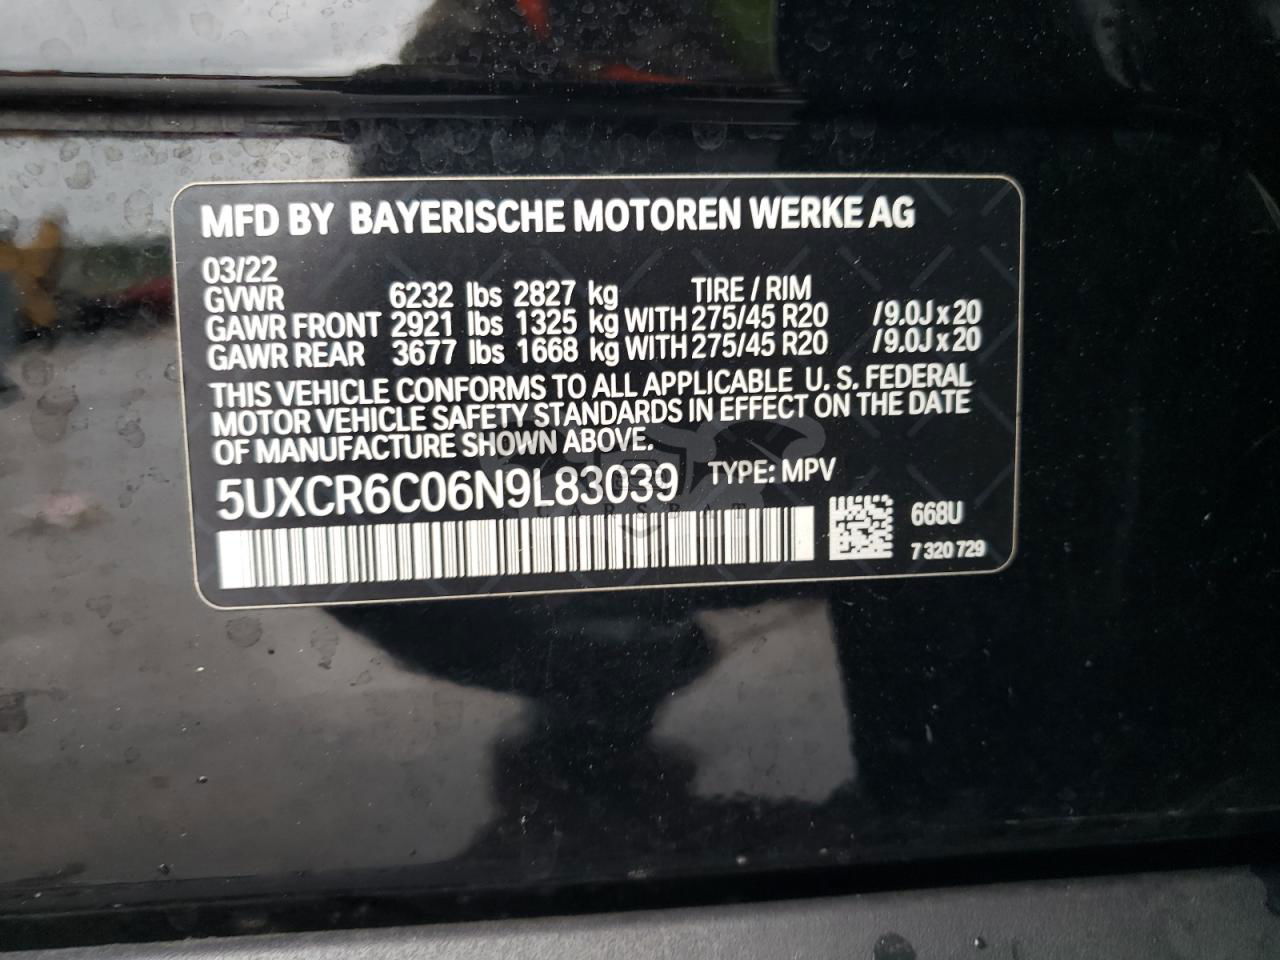 MFD BY BAYERISCHE MOTOREN WERKE AG
03/22
GVWR 6232 lbs 2827 kg TIRE / RIM
GAWR FRONT 2921 lbs 1325 kg WITH 275/45 R20 /9.0J x 20
GAWR REAR 3677 lbs 1668 kg WITH 275/45 R20 /9.0J x 20
THIS VEHICLE CONFORMS TO ALL APPLICABLE U. S. FEDERAL
MOTOR VEHICLE SAFETY STANDARDS IN EFFECT ON THE DATE
OF MANUFACTURE SHOWN ABOVE.
5UXCR6C06N9L83039 TYPE: MPV
668U
7 320 729